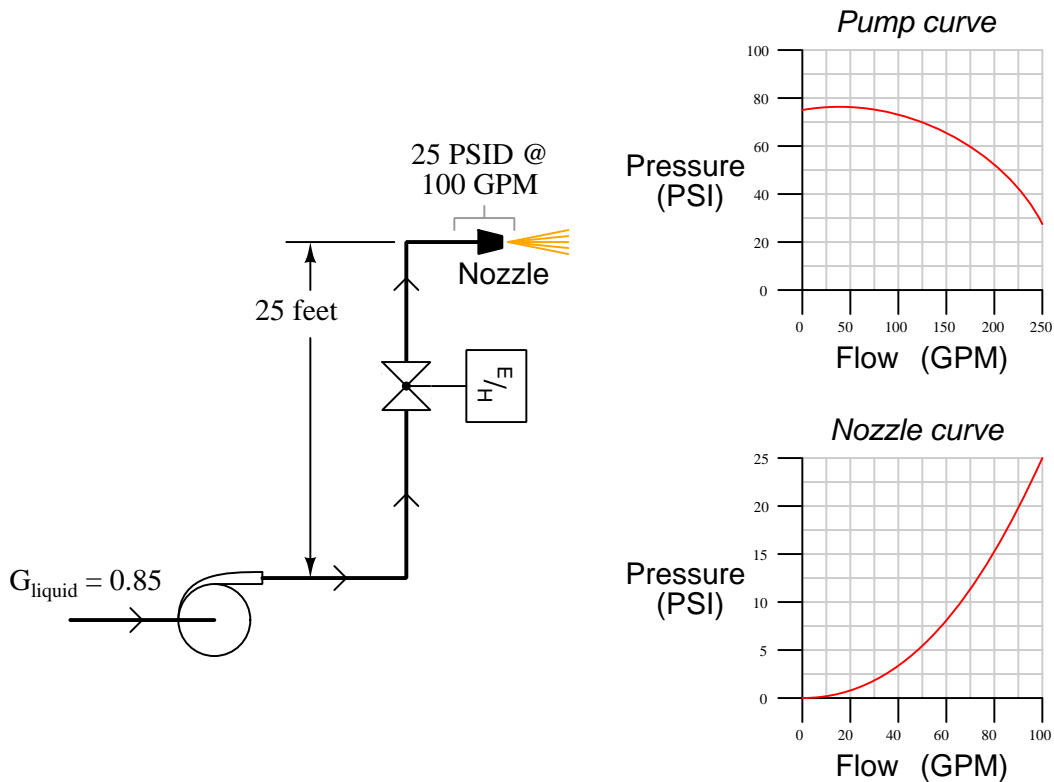 Pump curve
100
80
60
40
20
0
Pressure
(PSI)
0 50 100 150 200 250
Flow (GPM)
25 PSID @
100 GPM
Nozzle
25 feet
E/H
G liquid = 0.85
Nozzle curve
25
20
15
10
5
0
Pressure
(PSI)
0 20 40 60 80 100
Flow (GPM)